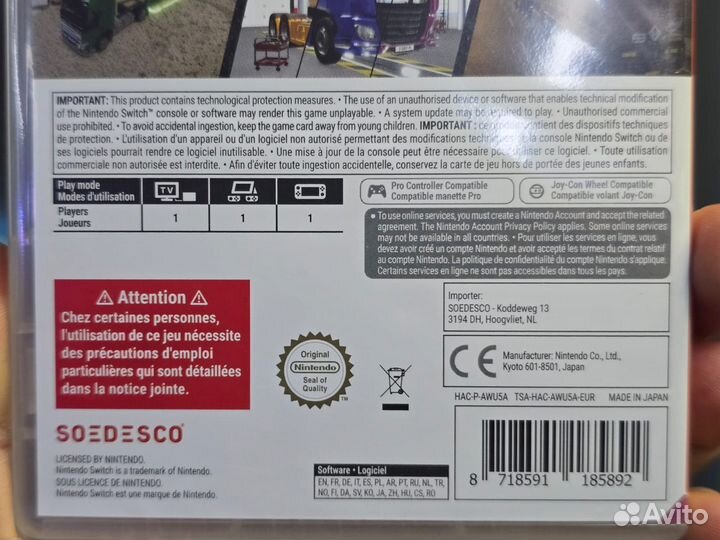 IMPORTANT: This product contains technological protection measures. • The use of an unauthorised device or software that enables technical modification
of the Nintendo Switch™ console or software may render this game unplayable. • A system update may be required. • Unauthorised commercial
use prohibited. • To avoid accidental ingestion, keep the game card away from young children. IMPORTANT : ce produit contient des dispositifs techniques
de protection. • L'utilisation d'un appareil ou d'un logiciel non autorisé permettant des modifications techniques de la console Nintendo Switch ou de
ses logiciels pourrait rendre ce logiciel inutilisable. • Une mise à jour de la console peut être nécessaire pour utiliser ce logiciel. • Toute utilisation
commerciale non autorisée est interdite. • Afin d'éviter toute ingestion accidentelle, conservez la carte de jeu hors de portée des jeunes enfants.
Play mode
Modes d'utilisation
TV
Players
Joueurs
1
1
1
Pro Controller Compatible
Compatible manette Pro
Joy-Con Wheel Compatible
Compatible volant Joy-Con
• To use online services, you must create a Nintendo Account and accept the related
agreement. The Nintendo Account Privacy Policy applies. Some online services
may not be available in all countries. • Pour utiliser les services en ligne, vous
devez avoir créé un compte Nintendo et avoir accepté les termes du contrat relatif
au compte Nintendo. La politique de confidentialité du compte Nintendo s'applique.
Certains services en ligne ne sont pas accessibles dans tous les pays.
⚠ Attention ⚠
Chez certaines personnes,
l'utilisation de ce jeu nécessite
des précautions d'emploi
particulières qui sont détaillées
dans la notice jointe.
Original
Nintendo
Seal of
Quality
™
Importer:
SOEDESCO - Koddeweg 13
3194 DH, Hoogvliet, NL
CE
Manufacturer: Nintendo Co., Ltd.,
Kyoto 601-8501, Japan
HAC-P-AWU5A TSA-HAC-AWU5A-EUR MADE IN JAPAN
SOEDESCO
LICENSED BY NINTENDO.
Nintendo Switch is a trademark of Nintendo.
SOUS LICENCE DE NINTENDO.
Nintendo Switch est une marque de Nintendo.
Software • Logiciel
EN, FR, DE, IT, ES, PL, AR, PT, RU, NL, TR,
NO, FI, DA, SV, KO, JA, ZH, HU, CS, RO
8 718591 185892
Avito